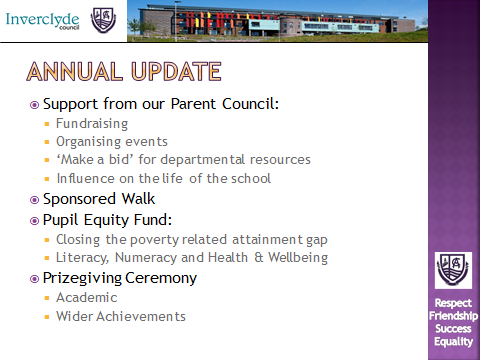 Inverclyde
council
ANNUAL UPDATE
Support from our Parent Council:
Fundraising
Organising events
‘Make a bid’ for departmental resources
Influence on the life of the school
Sponsored Walk
Pupil Equity Fund:
Closing the poverty related attainment gap
Literacy, Numeracy and Health & Wellbeing
Prizegiving Ceremony
Academic
Wider Achievements
Respect
Friendship
Success
Equality